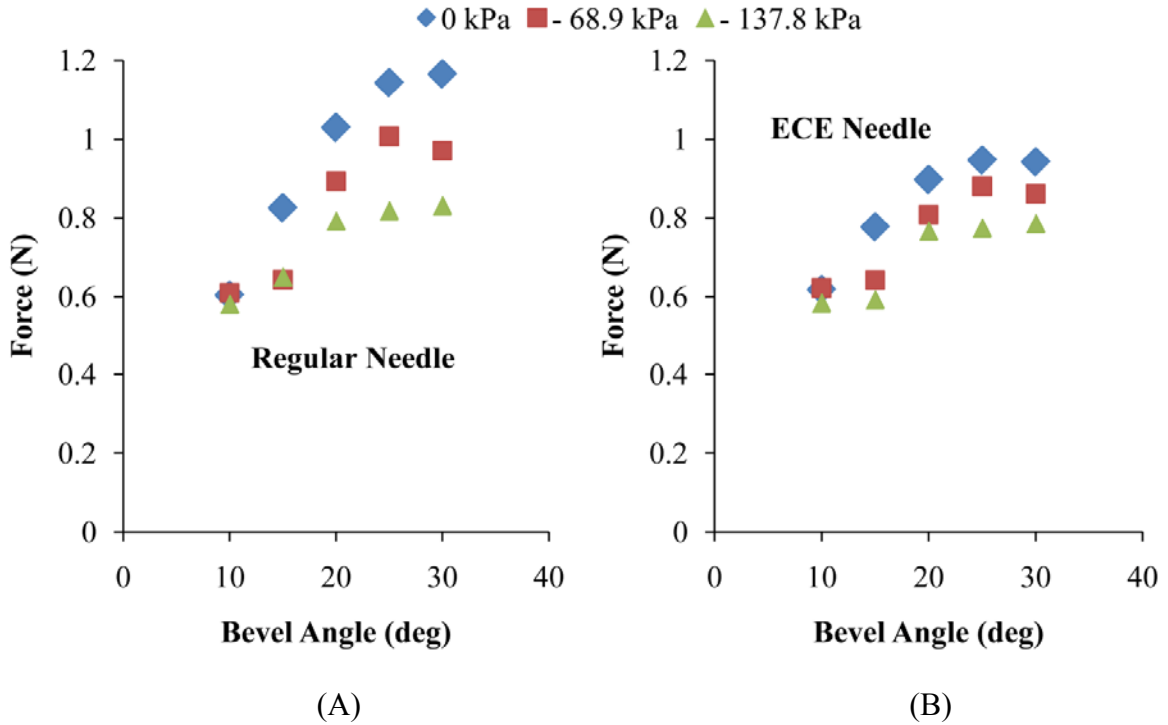 0 kPa - 68.9 kPa - 137.8 kPa
1.2
1
0.8
0.6
0.4
0.2
0
0 10 20 30 40
Force (N)
Bevel Angle (deg)
Regular Needle
(A)
1.2
1
0.8
0.6
0.4
0.2
0
0 10 20 30 40
Force (N)
Bevel Angle (deg)
ECE Needle
(B)